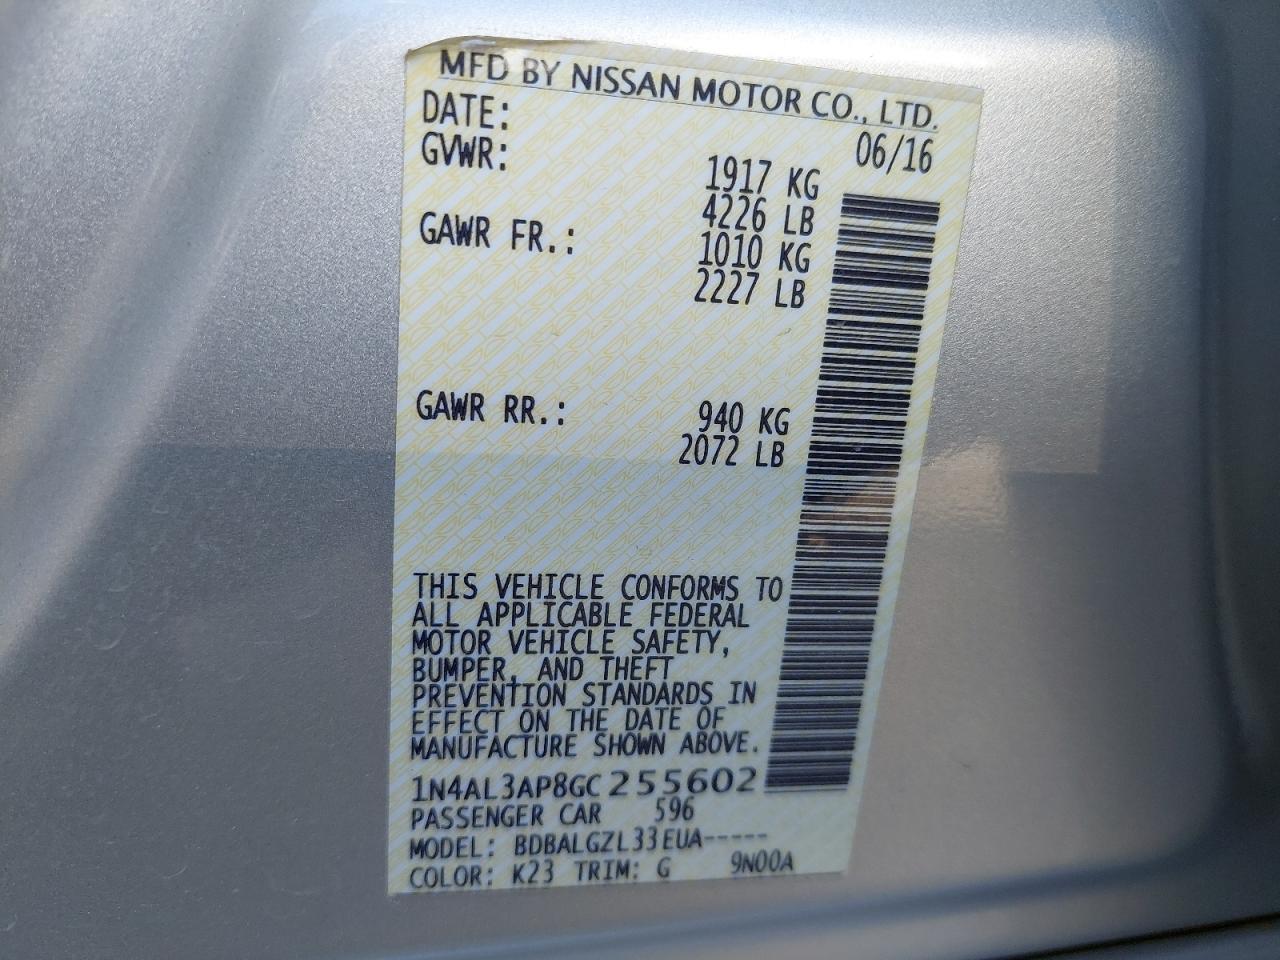 MFD BY NISSAN MOTOR CO., LTD.
DATE: 06/16
GVWR: 1917 KG
4226 LB
GAWR FR.: 1010 KG
2227 LB
GAWR RR.: 940 KG
2072 LB
THIS VEHICLE CONFORMS TO
ALL APPLICABLE FEDERAL
MOTOR VEHICLE SAFETY,
BUMPER, AND THEFT
PREVENTION STANDARDS IN
EFFECT ON THE DATE OF
MANUFACTURE SHOWN ABOVE.
1N4AL3AP8GC255602
PASSENGER CAR 596
MODEL: BDBALGZL33EUA-----
COLOR: K23 TRIM: G 9N00A